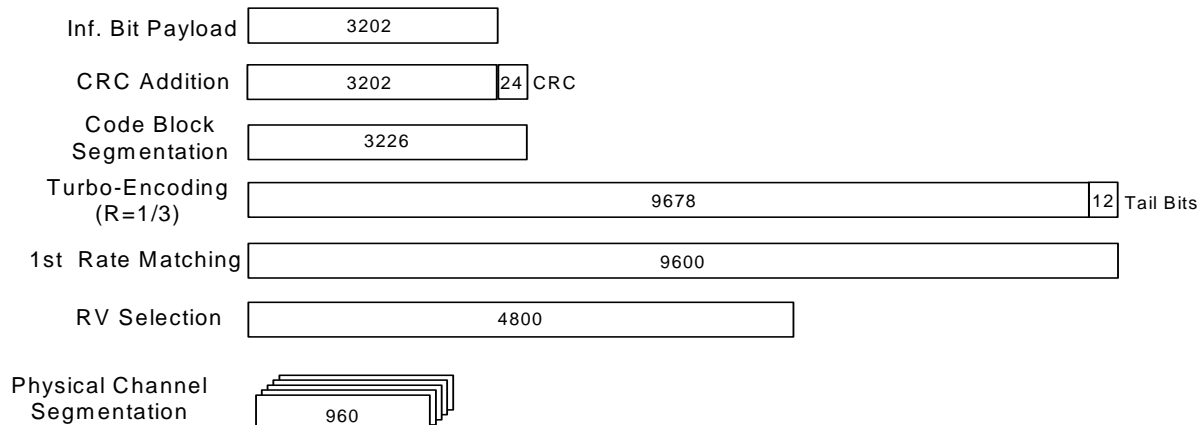 Inf. Bit Payload 3202
CRC Addition 3202 24 CRC
Code Block
Segmentation 3226
Turbo-Encoding
(R=1/3) 9678 12 Tail Bits
1st Rate Matching 9600
RV Selection 4800
Physical Channel
Segmentation 960